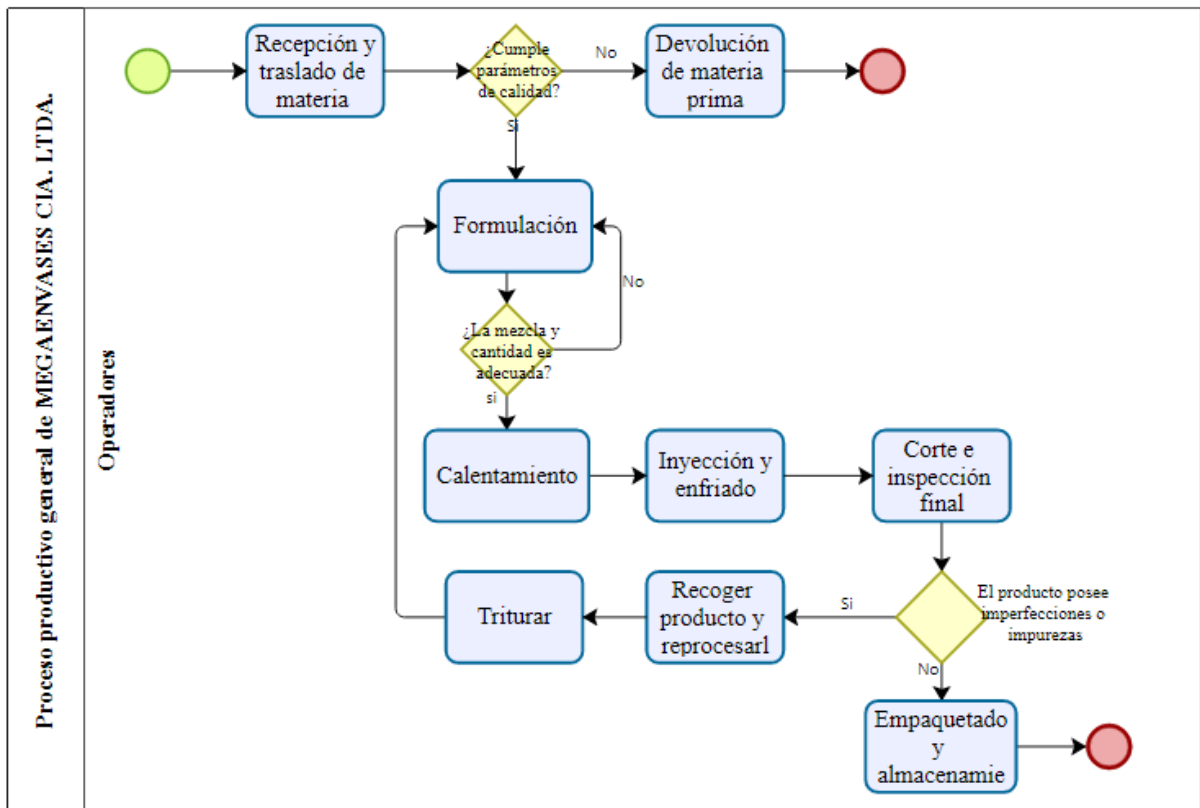 Proceso productivo general de MEGAENVASES CIA. LTDA.
Operadores
Recepción y
traslado de
materia
¿Cumple
parámetros
de calidad?
No
Devolución
de materia
prima
Si
Formulación
No
¿La mezcla y
cantidad es
adecuada?
si
Calentamiento
Inyección y
enfriado
Corte e
inspección
final
El producto posee
imperfecciones o
impurezas
Si
Recoger
producto y
reprocesarl
Triturar
No
Empaquetado
y
almacenamie